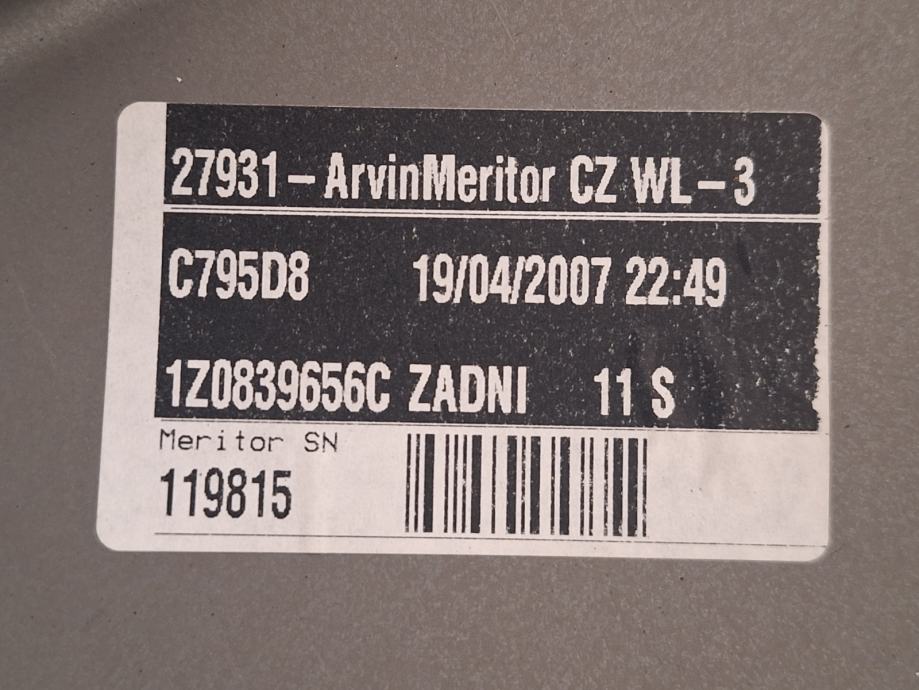 27931 - ArvinMeritor CZ WL - 3
C795D8 19/04/2007 22:49
1Z0839656C ZADNI 11 S
Meritor SN
119815